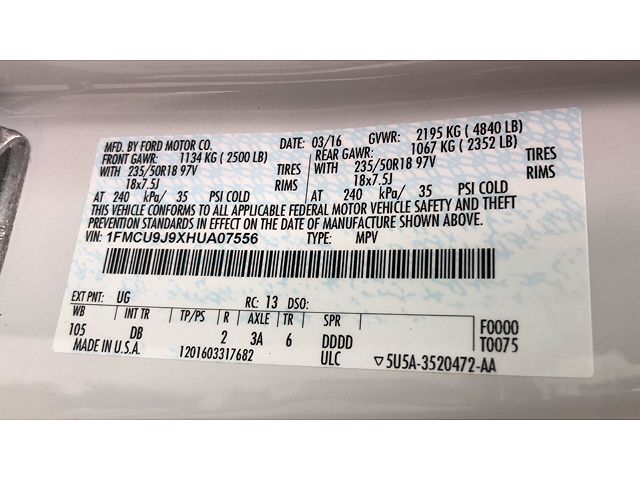 MFD. BY FORD MOTOR CO. DATE: 03/16 GVWR: 2195 KG ( 4840 LB)
FRONT GAWR: 1134 KG ( 2500 LB) REAR GAWR: 1067 KG ( 2352 LB)
WITH 235/50R18 97V TIRES WITH 235/50R18 97V TIRES
18x7.5J RIMS 18x7.5J RIMS
AT 240 kPa/ 35 PSI COLD AT 240 kPa/ 35 PSI COLD
THIS VEHICLE CONFORMS TO ALL APPLICABLE FEDERAL MOTOR VEHICLE SAFETY AND THEFT
PREVENTION STANDARDS IN EFFECT ON THE DATE OF MANUFACTURE SHOWN ABOVE.
VIN: 1FMCU9J9XHUA07556 TYPE: MPV
EXT PNT: UG RC: 13 DSO:
WB INT TR TP/PS R AXLE TR SPR F0000
105 DB 2 3A 6 DDDD T0075
MADE IN U.S.A. 1201603317682 ULC ▽5U5A-3520472-AA